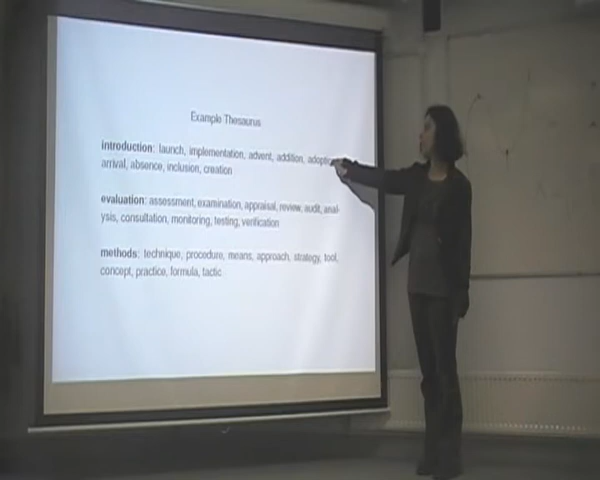 Example Thesaurus
introduction: launch, implementation, advent, addition, adoption,
arrival, absence, inclusion, creation
evaluation: assessment, examination, appraisal, review, audit, anal-
ysis, consultation, monitoring, testing, verification
methods: technique, procedure, means, approach, strategy, tool,
concept, practice, formula, tactic